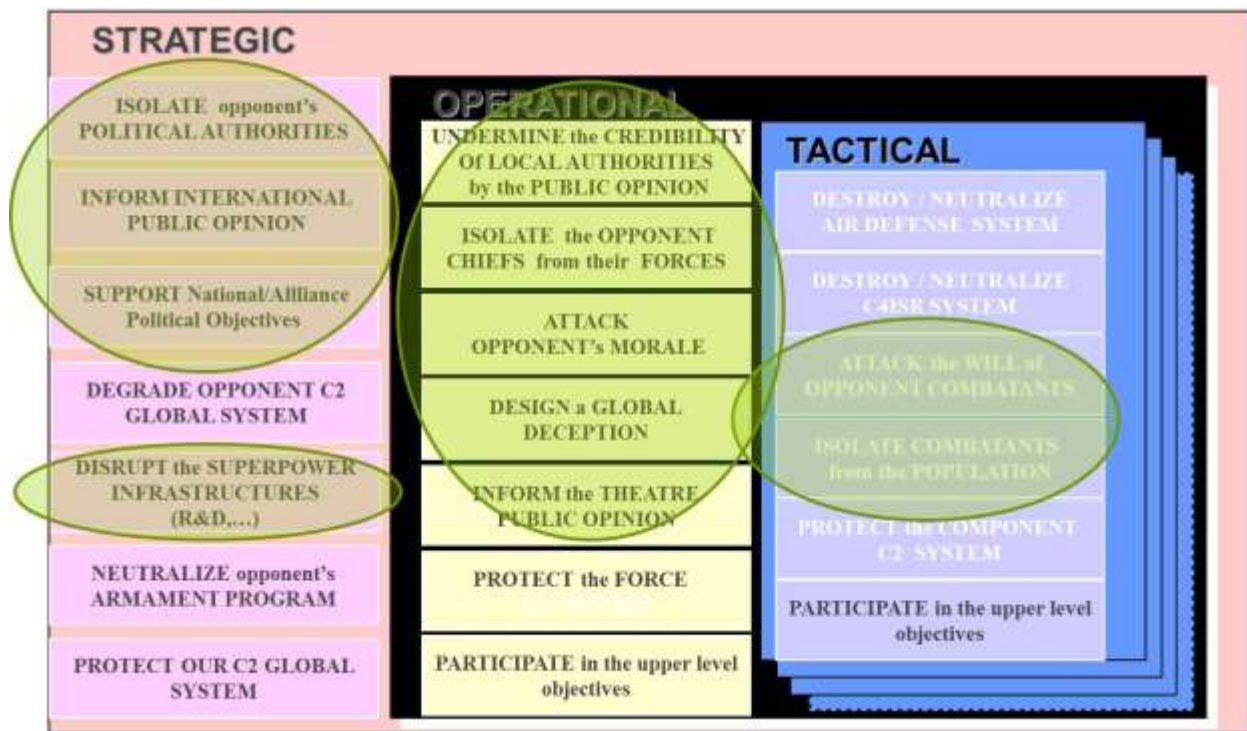 STRATEGIC
ISOLATE opponent's
POLITICAL AUTHORITIES
INFORM INTERNATIONAL
PUBLIC OPINION
SUPPORT National/Allliance
Political Objectives
DEGRADE OPPONENT C2
GLOBAL SYSTEM
DISRUPT the SUPERPOWER
INFRASTRUCTURES
(R&D,…)
NEUTRALIZE opponent's
ARMAMENT PROGRAM
PROTECT OUR C2 GLOBAL
SYSTEM
OPERATIONAL
UNDERMINE the CREDIBILITY
Of LOCAL AUTHORITIES
by the PUBLIC OPINION
ISOLATE the OPPONENT
CHIEFS from their FORCES
ATTACK
OPPONENT's MORALE
DESIGN a GLOBAL
DECEPTION
INFORM the THEATRE
PUBLIC OPINION
PROTECT the FORCE
PARTICIPATE in the upper level
objectives
TACTICAL
DESTROY / NEUTRALIZE
AIR DEFENSE SYSTEM
DESTROY / NEUTRALIZE
C4ISR SYSTEM
ATTACK the WILL of
OPPONENT COMBATANTS
ISOLATE COMBATANTS
from the POPULATION
PROTECT the COMPONENT
C2 SYSTEM
PARTICIPATE in the upper level
objectives